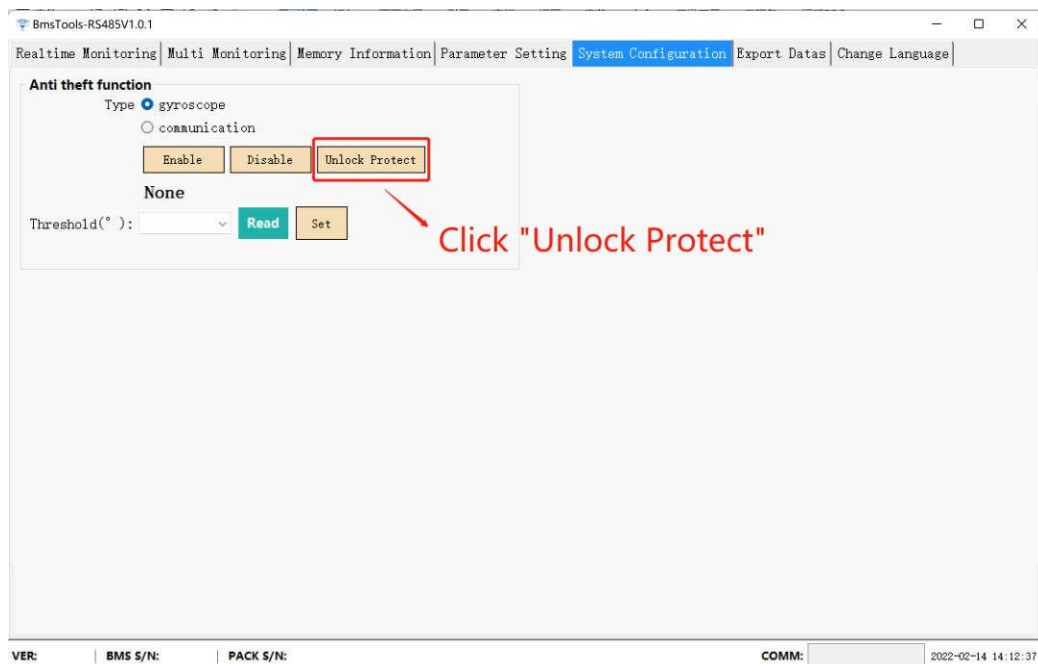 BmsTools-RS485V1.0.1
Realtime Monitoring Multi Monitoring Memory Information Parameter Setting System Configuration Export Datas Change Language
Anti theft function
Type gyroscope
communication
Enable Disable Unlock Protect
None
Threshold(° ): Read Set
Click "Unlock Protect"
VER: BMS S/N: PACK S/N: COMM: 2022-02-14 14:12:37